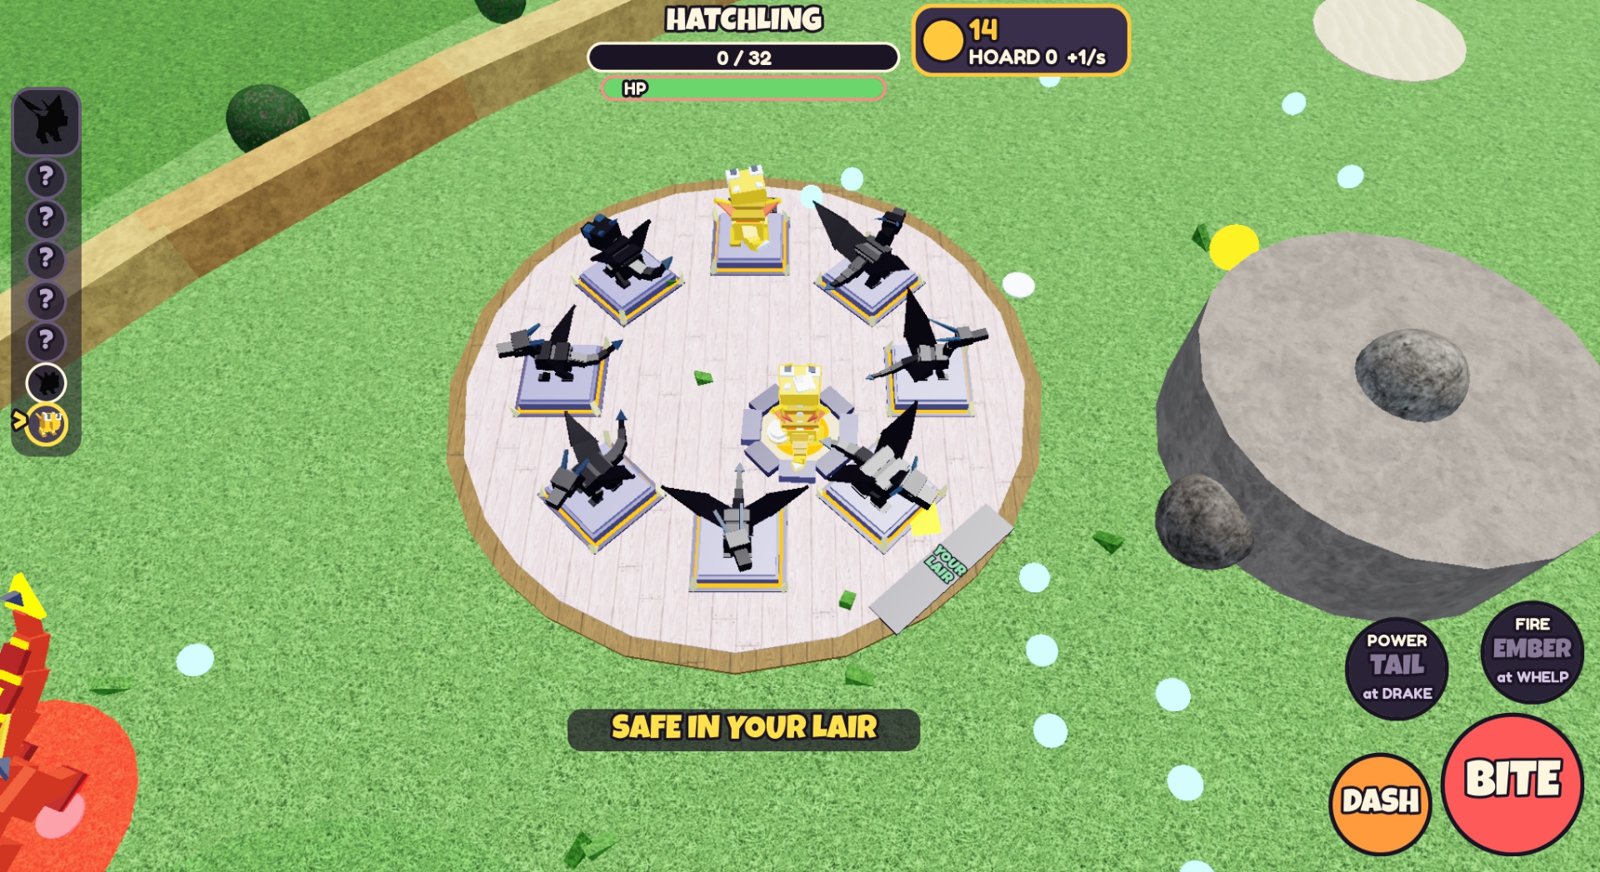 HATCHLING
0 / 32
HP
14
HOARD 0 +1/s
?
?
?
?
?
>
YOUR
LAIR
SAFE IN YOUR LAIR
POWER
TAIL
at DRAKE
FIRE
EMBER
at WHELP
DASH
BITE